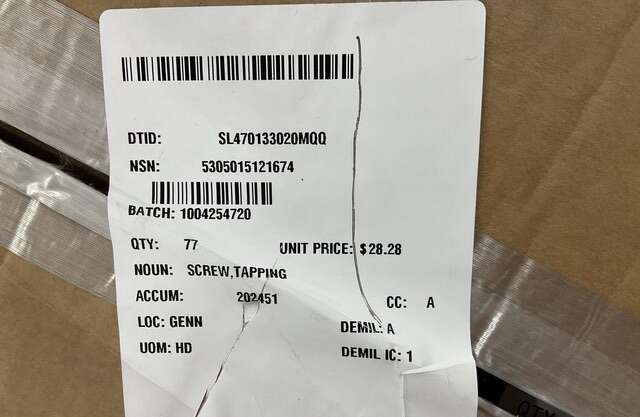 DTID: SL470133020MQQ
NSN: 5305015121674
BATCH: 1004254720
QTY: 77 UNIT PRICE: $28.28
NOUN: SCREW,TAPPING
ACCUM: 202451 CC: A
LOC: GENN DEMIL: A
UOM: HD DEMIL IC: 1